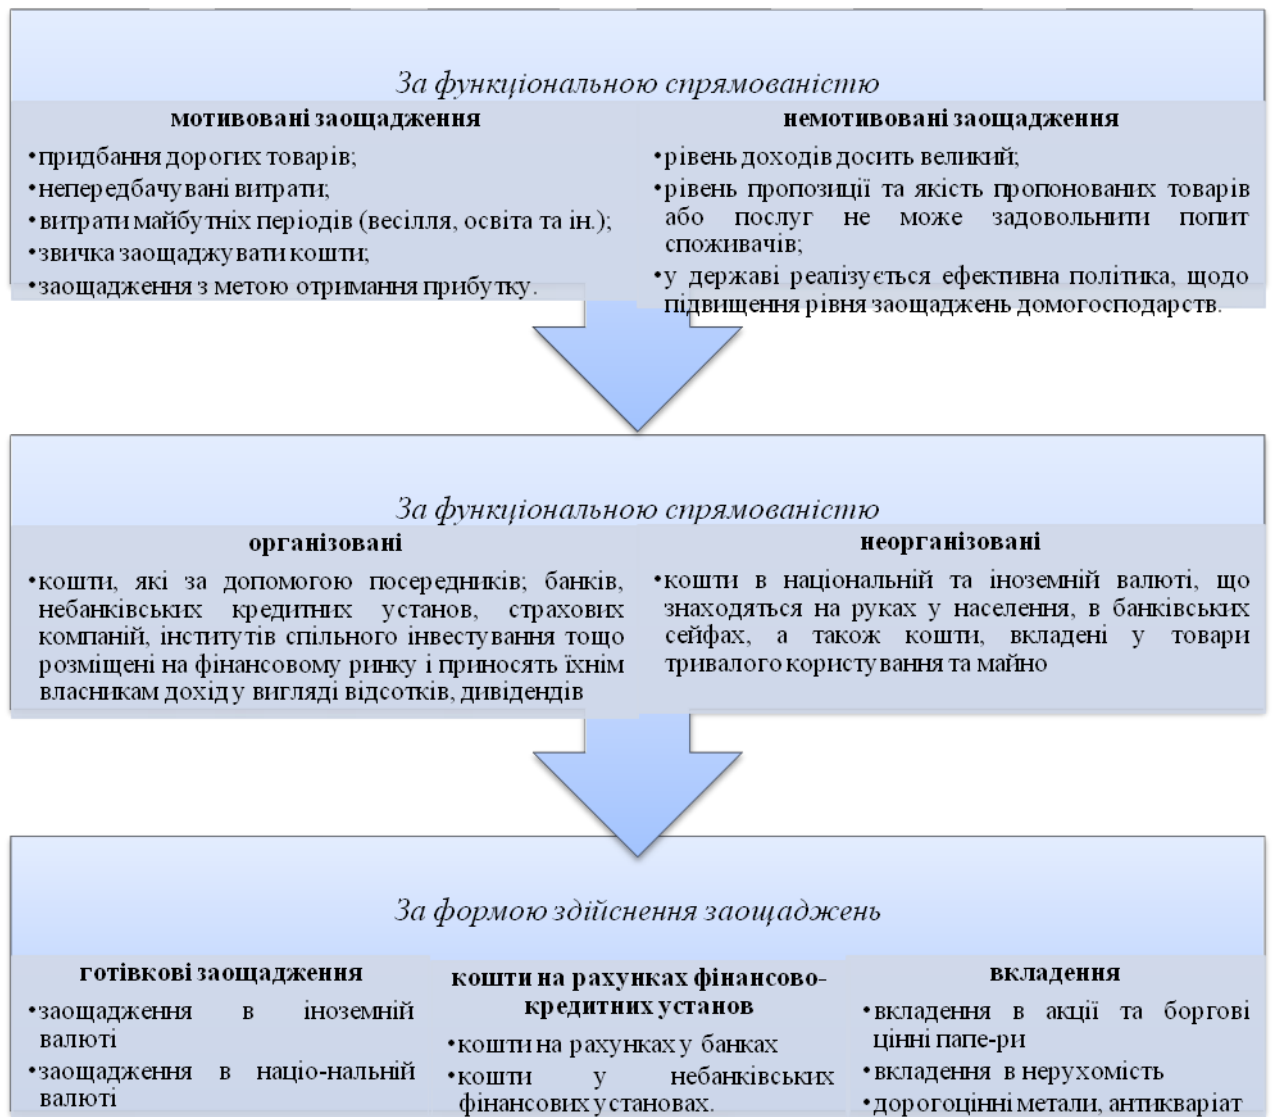 За функціональною спрямованістю
мотивовані заощадження
•придбання дорогих товарів;
•непередбачувані витрати;
•витрати майбутніх періодів (весілля, освіта та ін.);
•звичка заощаджувати кошти;
•заощадження з метою отримання прибутку.
немотивовані заощадження
•рівень доходів досить великий;
•рівень пропозиції та якість пропонованих товарів
або послуг не може задовольнити попит
споживачів;
•у державі реалізується ефективна політика, щодо
підвищення рівня заощаджень домогосподарств.
За функціональною спрямованістю
організовані
•кошти, які за допомогою посередників; банків,
небанківських кредитних установ, страхових
компаній, інститутів спільного інвестування тощо
розміщені на фінансовому ринку і приносять їхнім
власникам дохід у вигляді відсотків, дивідендів
неорганізовані
•кошти в національній та іноземній валюті, що
знаходяться на руках у населення, в банківських
сейфах, а також кошти, вкладені у товари
тривалого користування та майно
За формою здійснення заощаджень
готівкові заощадження
•заощадження в іноземній
валюті
•заощадження в націо-нальній
валюті
кошти на рахунках фінансово-
кредитних установ
•кошти на рахунках у банках
•кошти у небанківських
фінансових установах.
вкладення
•вкладення в акції та боргові
цінні папе-ри
•вкладення в нерухомість
•дорогоцінні метали, антикваріат